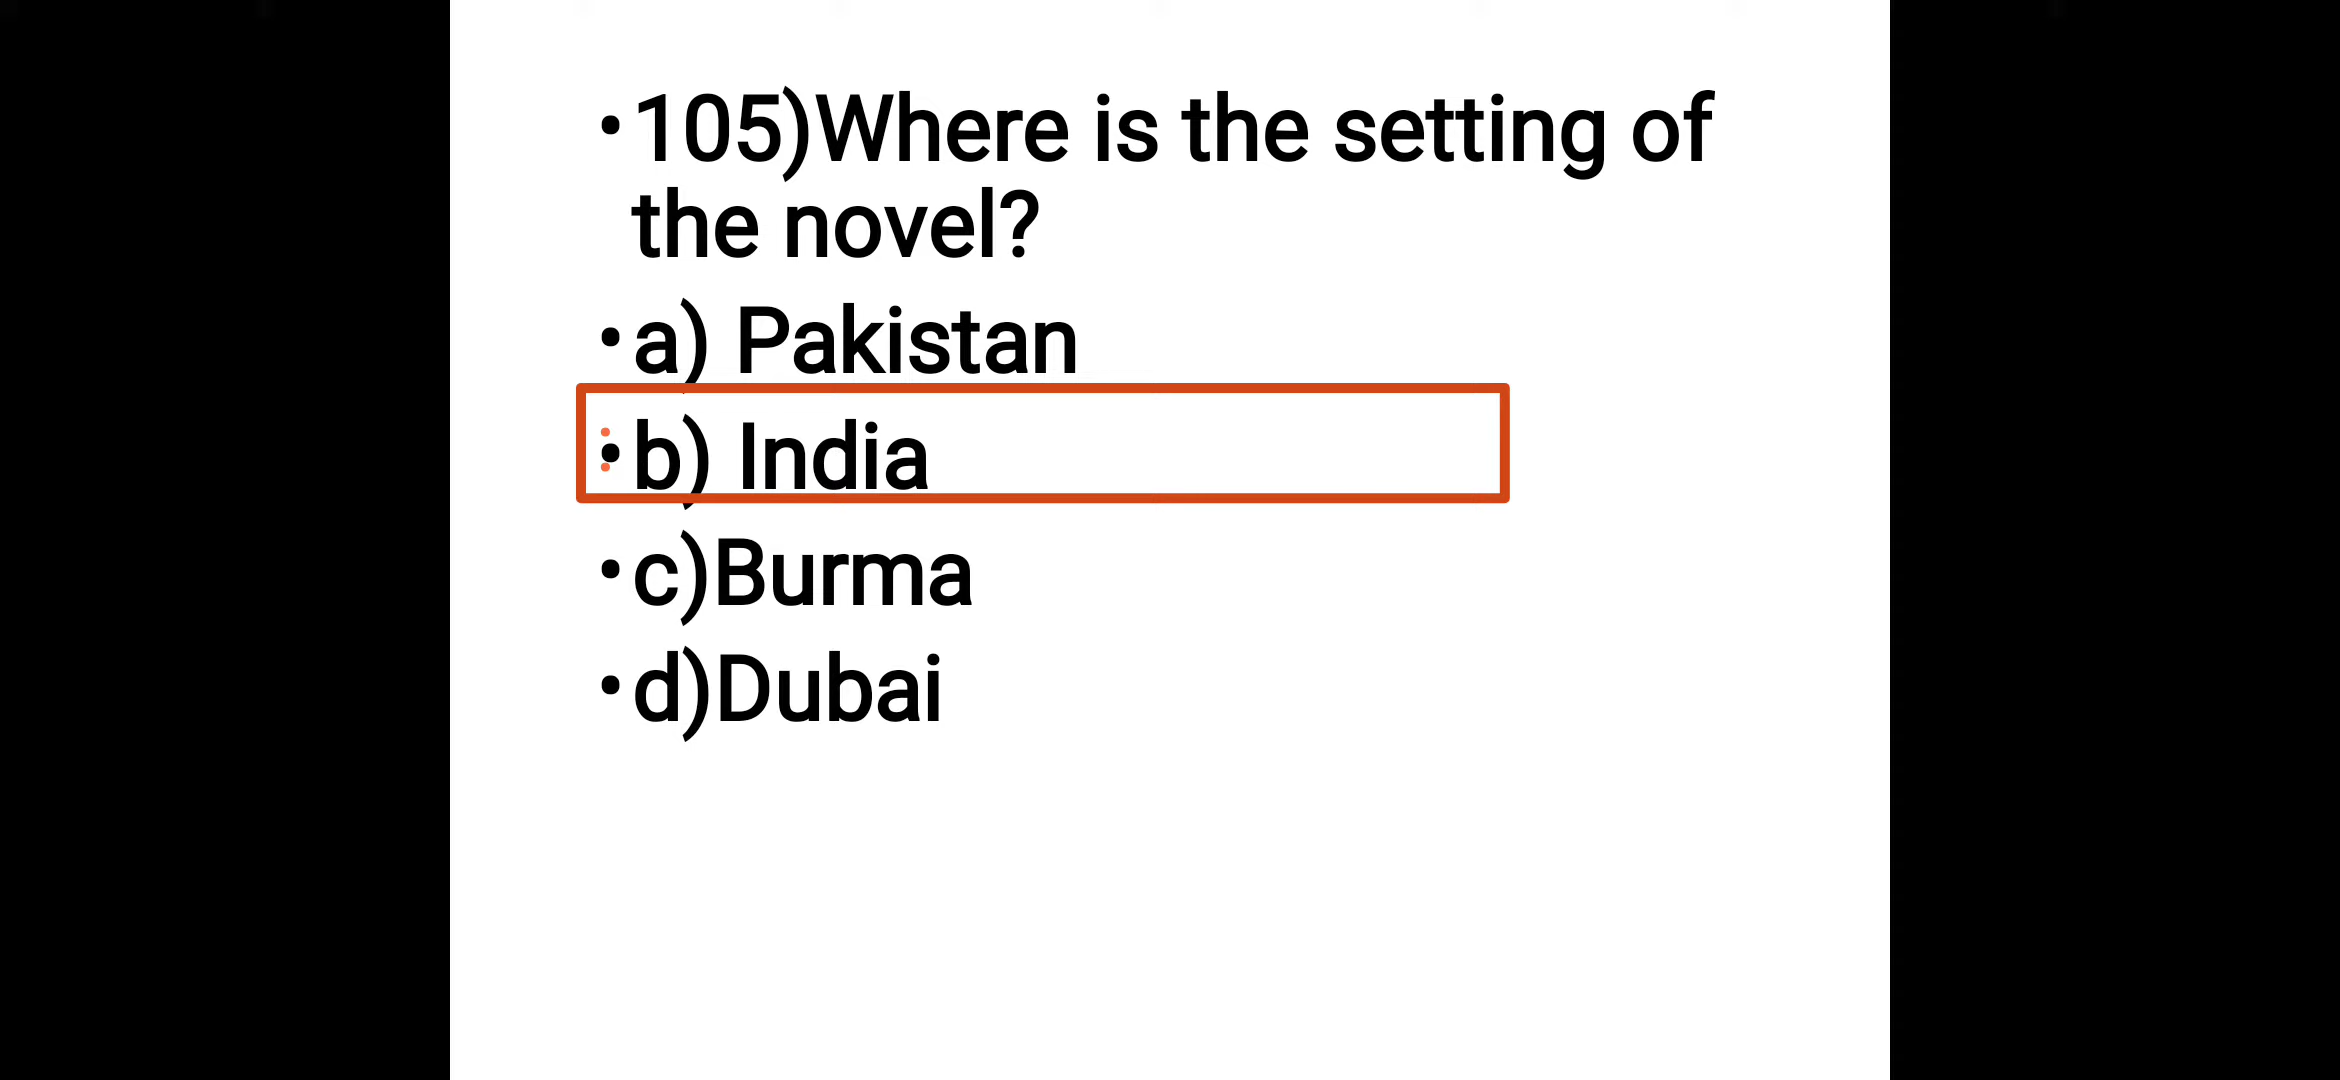 •105)Where is the setting of
the novel?
•a) Pakistan
•b) India
•c)Burma
•d)Dubai